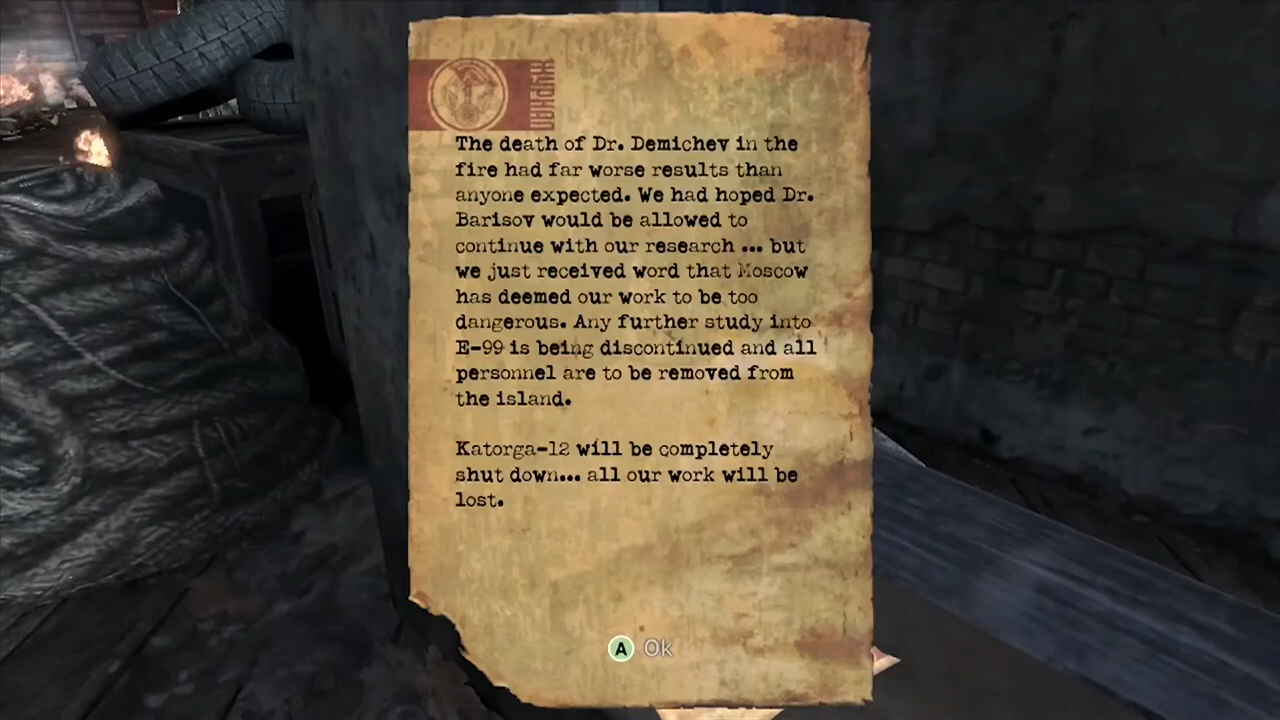 The death of Dr. Demichev in the
fire had far worse results than
anyone expected. We had hoped Dr.
Barisov would be allowed to
continue with our research ... but
we just received word that Moscow
has deemed our work to be too
dangerous. Any further study into
E-99 is being discontinued and all
personnel are to be removed from
the island.
Katorga-12 will be completely
shut down... all our work will be
lost.
A Ok